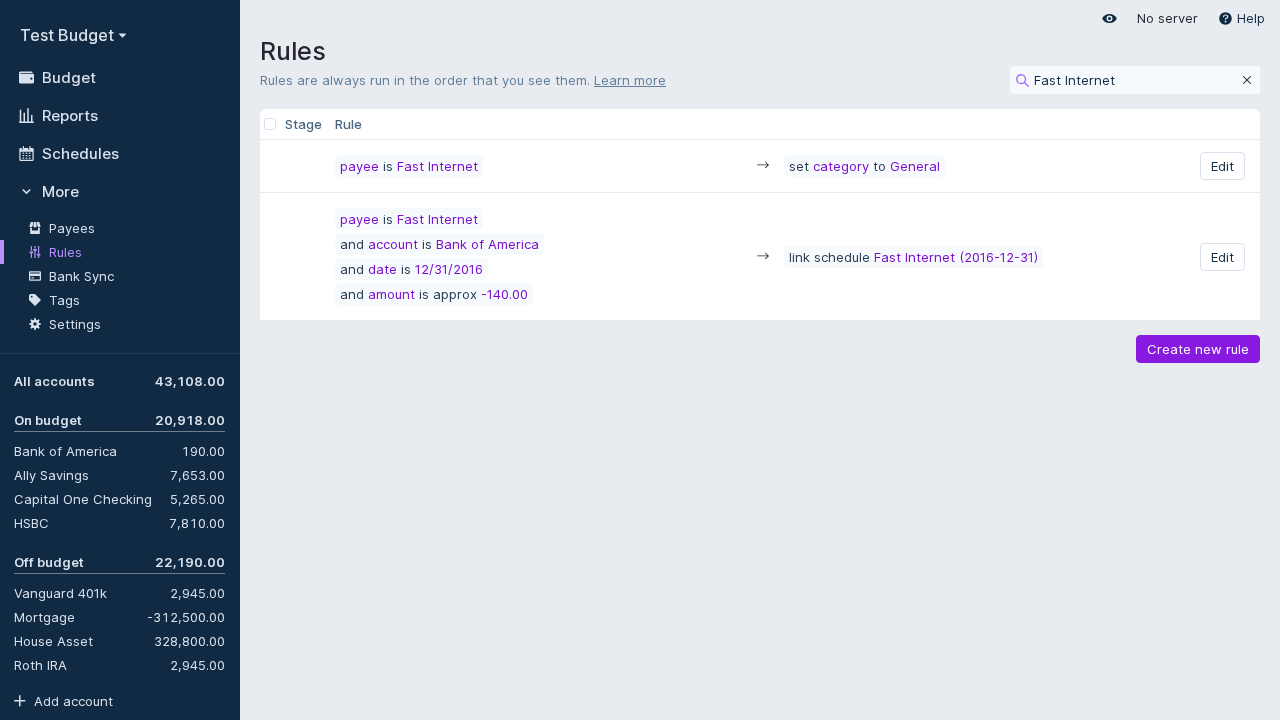 Test Budget
Budget
Reports
Schedules
More
Payees
Rules
Bank Sync
Tags
Settings
All accounts 43,108.00
On budget 20,918.00
Bank of America 190.00
Ally Savings 7,653.00
Capital One Checking 5,265.00
HSBC 7,810.00
Off budget 22,190.00
Vanguard 401k 2,945.00
Mortgage -312,500.00
House Asset 328,800.00
Roth IRA 2,945.00
Add account
No server Help
Rules
Rules are always run in the order that you see them. Learn more
Fast Internet
Stage Rule
payee is Fast Internet → set category to General Edit
payee is Fast Internet
and account is Bank of America
and date is 12/31/2016
and amount is approx -140.00
→ link schedule Fast Internet (2016-12-31) Edit
Create new rule